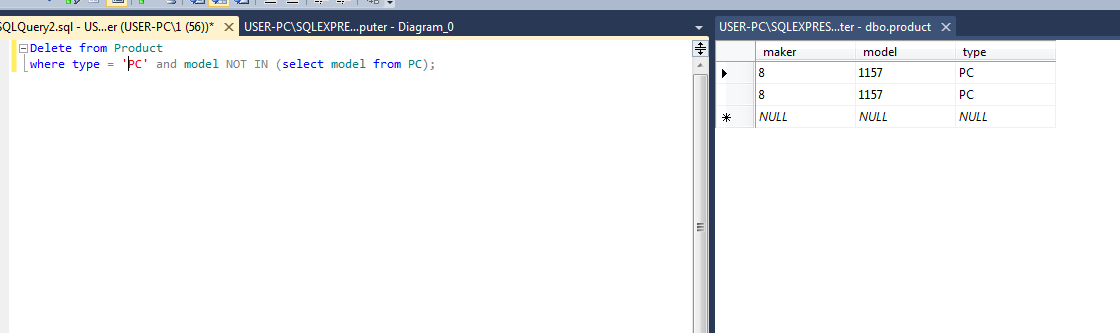 SQLQuery2.sql - US...er (USER-PC\1 (56))*
USER-PC\SQLEXPRE...puter - Diagram_0
USER-PC\SQLEXPRES...ter - dbo.product
Delete from Product
where type = 'PC' and model NOT IN (select model from PC);
maker model type
8 1157 PC
8 1157 PC
NULL NULL NULL